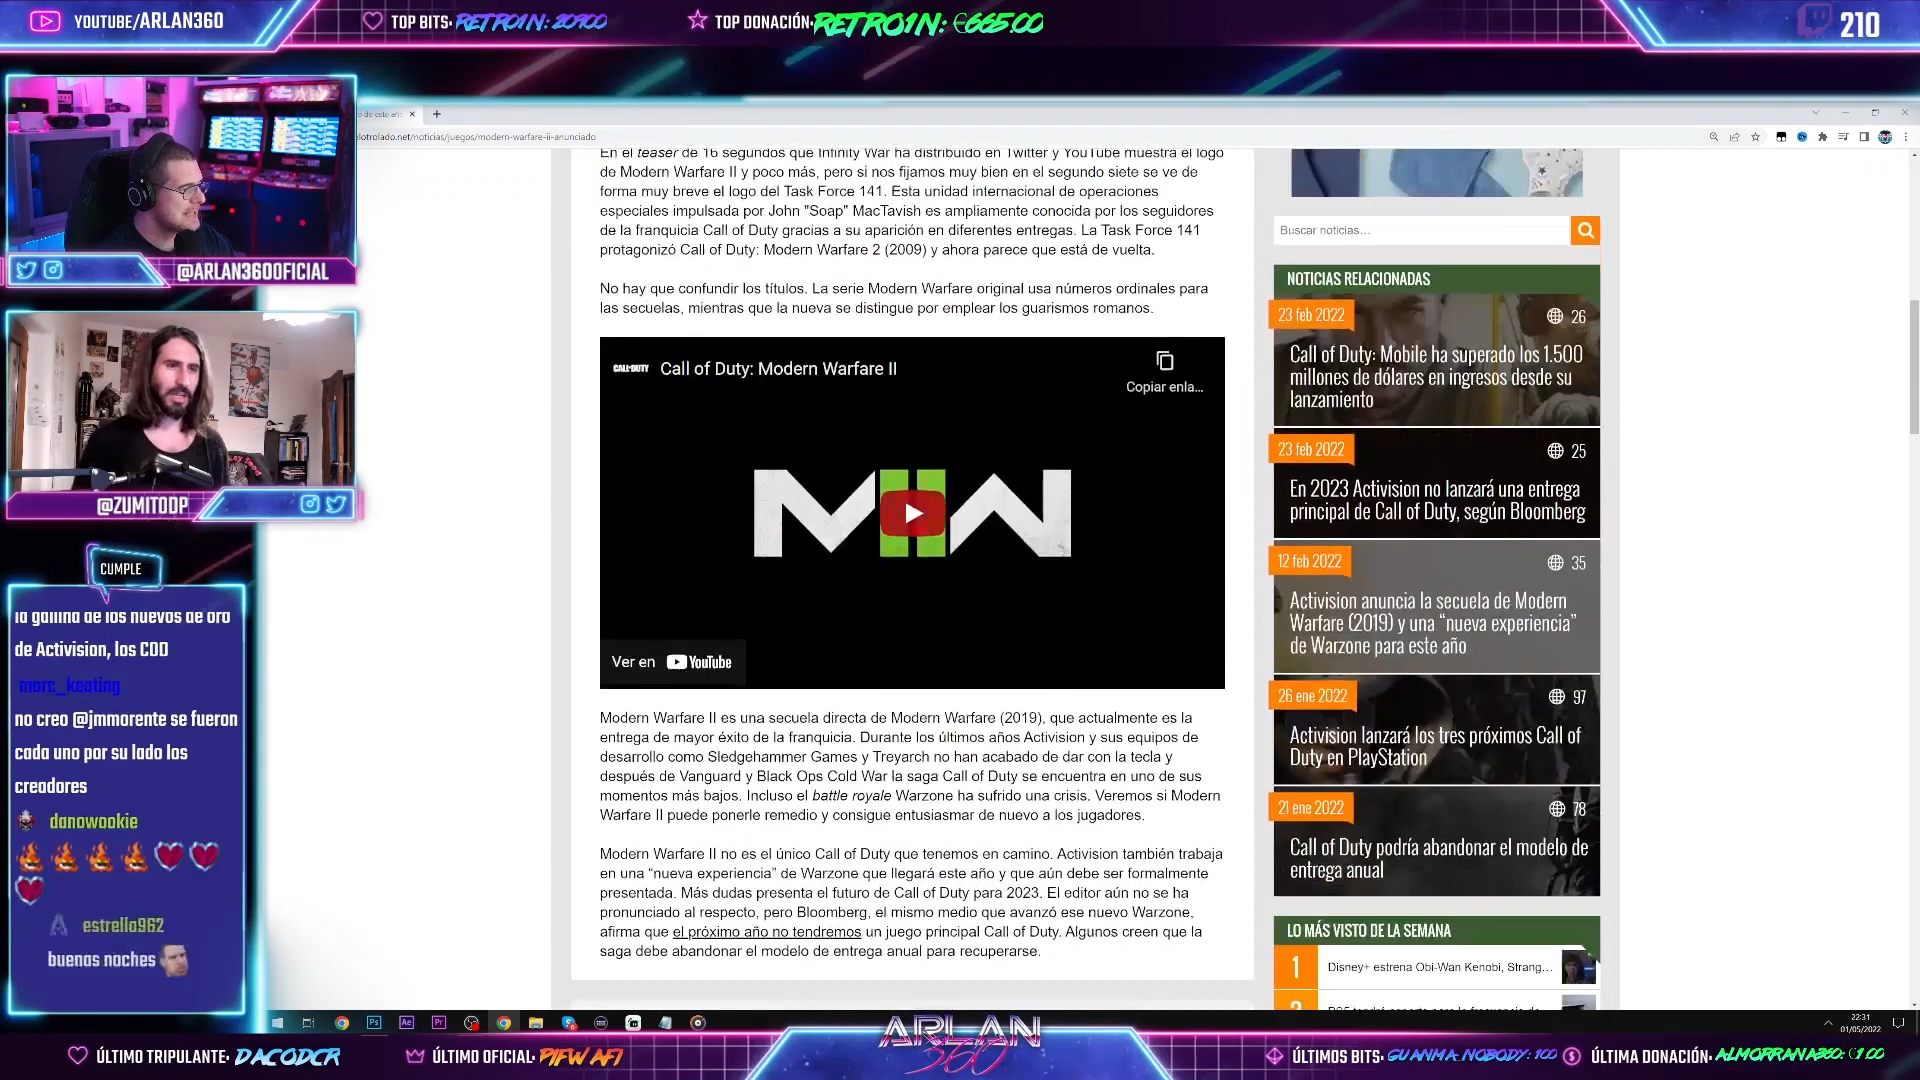 YOUTUBE/ARLAN360
TOP BITS: RETRO1N: 20900
TOP DONACIÓN: RETRO1N: €665.00
210
@ARLAN360OFICIAL
@ZUMITODP
CUMPLE
la gallina de los huevos de oro
de Activision, los COD
marc_keating
no creo @jmmorente se fueron
cada uno por su lado los
creadores
danowookie
estrella962
buenas noches
elotrolado.net/noticias/juegos/modern-warfare-ii-anunciado
En el teaser de 16 segundos que Infinity War ha distribuido en Twitter y YouTube muestra el logo
de Modern Warfare II y poco más, pero si nos fijamos muy bien en el segundo siete se ve de
forma muy breve el logo del Task Force 141. Esta unidad internacional de operaciones
especiales impulsada por John "Soap" MacTavish es ampliamente conocida por los seguidores
de la franquicia Call of Duty gracias a su aparición en diferentes entregas. La Task Force 141
protagonizó Call of Duty: Modern Warfare 2 (2009) y ahora parece que está de vuelta.
No hay que confundir los títulos. La serie Modern Warfare original usa números ordinales para
las secuelas, mientras que la nueva se distingue por emplear los guarismos romanos.
CALL OF DUTY Call of Duty: Modern Warfare II
Copiar enla...
MIIW
Ver en YouTube
Modern Warfare II es una secuela directa de Modern Warfare (2019), que actualmente es la
entrega de mayor éxito de la franquicia. Durante los últimos años Activision y sus equipos de
desarrollo como Sledgehammer Games y Treyarch no han acabado de dar con la tecla y
después de Vanguard y Black Ops Cold War la saga Call of Duty se encuentra en uno de sus
momentos más bajos. Incluso el battle royale Warzone ha sufrido una crisis. Veremos si Modern
Warfare II puede ponerle remedio y consigue entusiasmar de nuevo a los jugadores.
Modern Warfare II no es el único Call of Duty que tenemos en camino. Activision también trabaja
en una “nueva experiencia” de Warzone que llegará este año y que aún debe ser formalmente
presentada. Más dudas presenta el futuro de Call of Duty para 2023. El editor aún no se ha
pronunciado al respecto, pero Bloomberg, el mismo medio que avanzó ese nuevo Warzone,
afirma que el próximo año no tendremos un juego principal Call of Duty. Algunos creen que la
saga debe abandonar el modelo de entrega anual para recuperarse.
Buscar noticias...
NOTICIAS RELACIONADAS
23 feb 2022 26
Call of Duty: Mobile ha superado los 1.500
millones de dólares en ingresos desde su
lanzamiento
23 feb 2022 25
En 2023 Activision no lanzará una entrega
principal de Call of Duty, según Bloomberg
12 feb 2022 35
Activision anuncia la secuela de Modern
Warfare (2019) y una “nueva experiencia”
de Warzone para este año
26 ene 2022 97
Activision lanzará los tres próximos Call of
Duty en PlayStation
21 ene 2022 78
Call of Duty podría abandonar el modelo de
entrega anual
LO MÁS VISTO DE LA SEMANA
1 Disney+ estrena Obi-Wan Kenobi, Strang...
22:31
01/05/2022
ÚLTIMO TRIPULANTE: DACODCR
ÚLTIMO OFICIAL: PIFWAFI
ARLAN
360
ÚLTIMOS BITS: GUANMA_NOBODY: 100
ÚLTIMA DONACIÓN: ALMORRANA360: €1.00